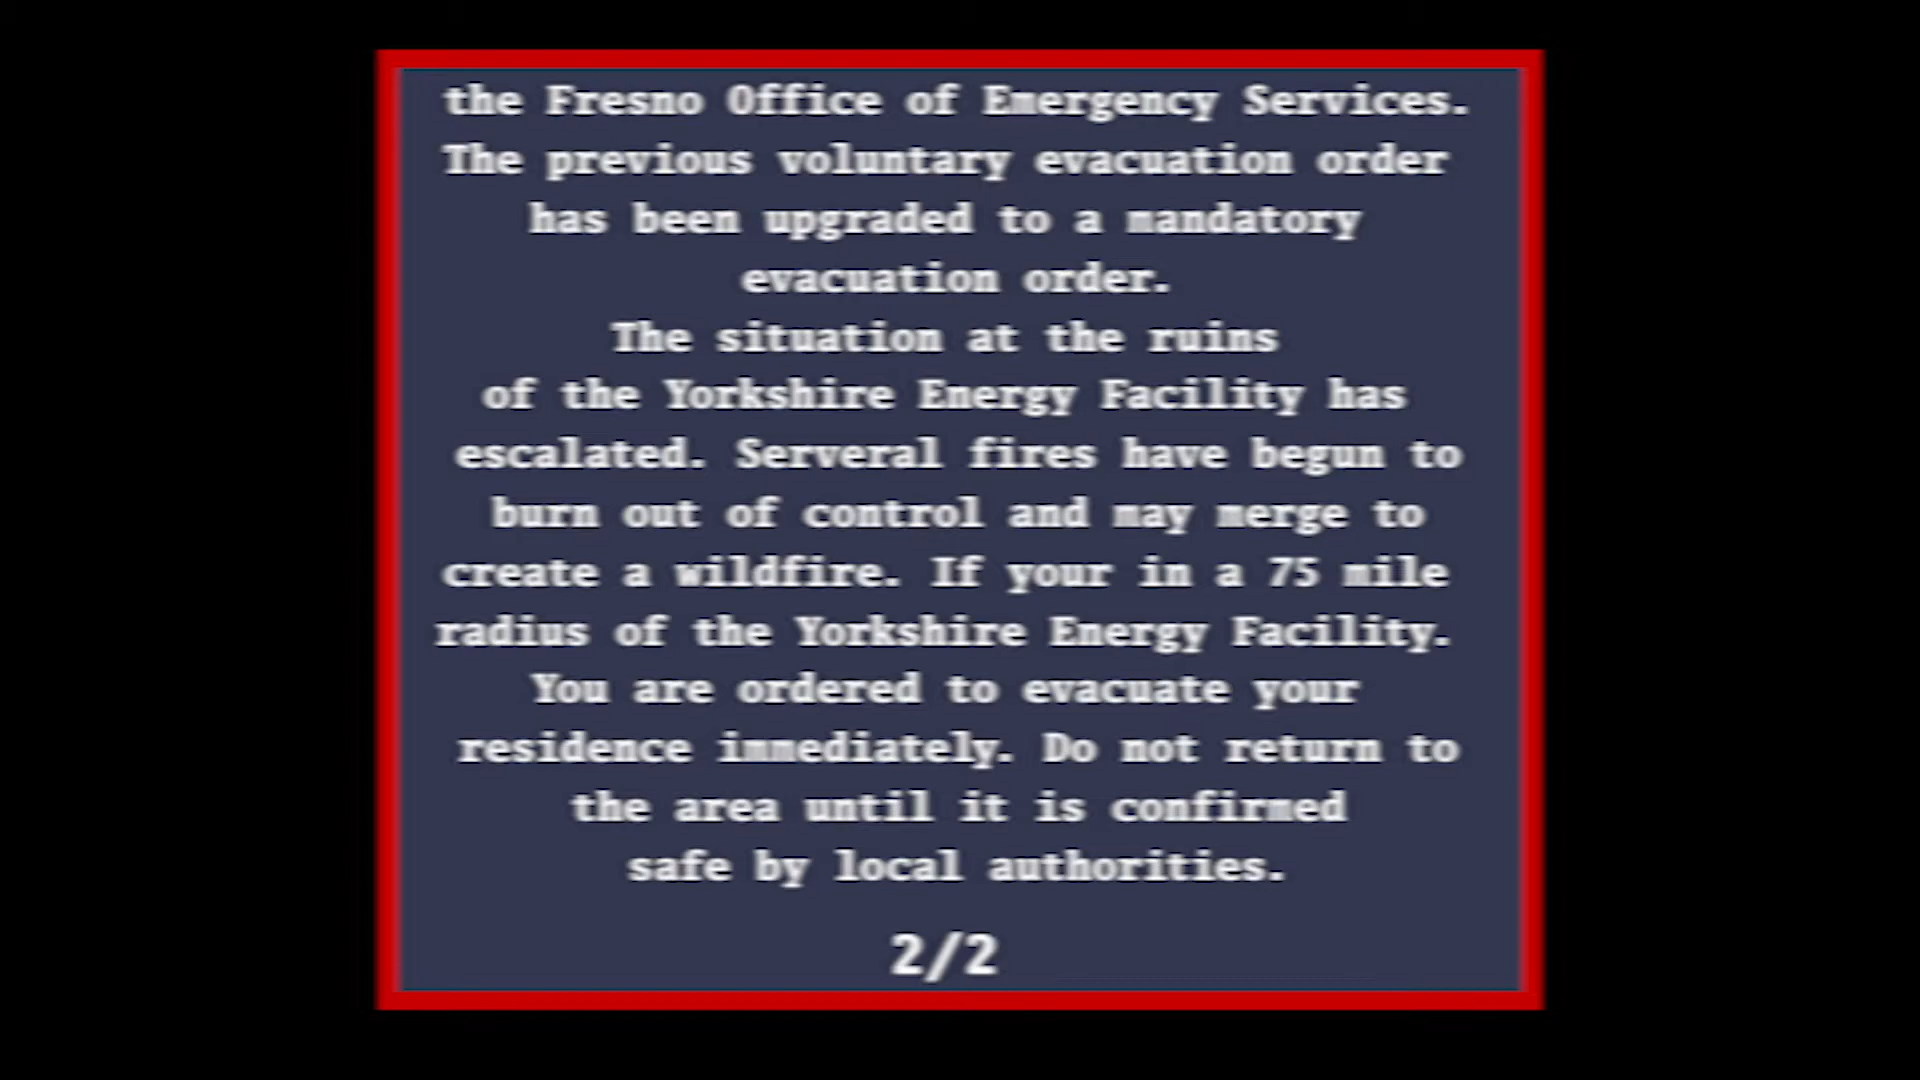 the Fresno Office of Emergency Services.
The previous voluntary evacuation order
has been upgraded to a mandatory
evacuation order.
The situation at the ruins
of the Yorkshire Energy Facility has
escalated. Serveral fires have begun to
burn out of control and may merge to
create a wildfire. If your in a 75 mile
radius of the Yorkshire Energy Facility.
You are ordered to evacuate your
residence immediately. Do not return to
the area until it is confirmed
safe by local authorities.
2/2